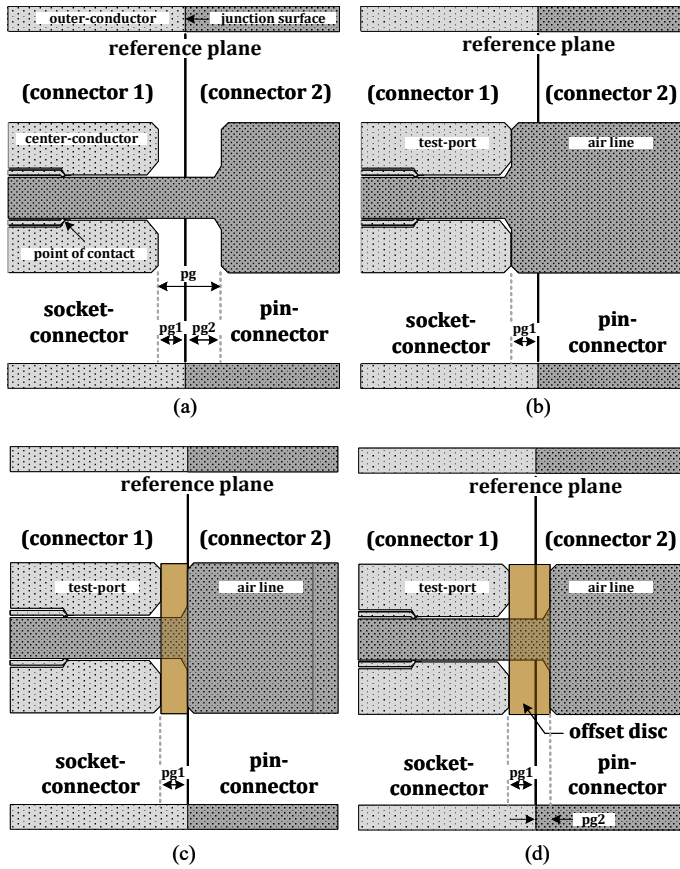 outer-conductor junction surface
reference plane
(connector 1) (connector 2)
center-conductor
point of contact
pg
socket-
connector
pg1 pg2
pin-
connector
(a)
reference plane
(connector 1) (connector 2)
test-port air line
socket-
connector
pg1
pin-
connector
(b)
reference plane
(connector 1) (connector 2)
test-port air line
socket-
connector
pg1
pin-
connector
(c)
reference plane
(connector 1) (connector 2)
test-port air line
offset disc
socket-
connector
pg1
pin-
connector
pg2
(d)